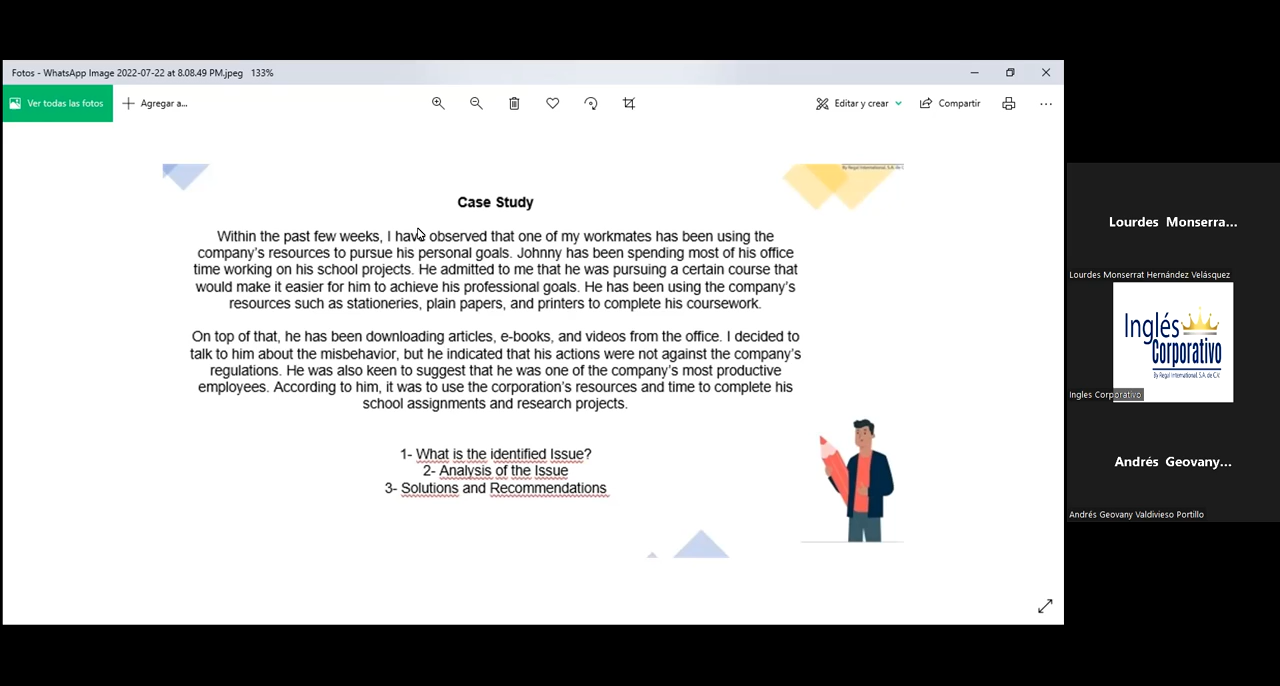 Fotos - WhatsApp Image 2022-07-22 at 8.08.49 PM.jpeg 133%
Ver todas las fotos
Agregar a...
Editar y crear
Compartir
By Regal International, S.A. de C.
Case Study
Within the past few weeks, I have observed that one of my workmates has been using the
company's resources to pursue his personal goals. Johnny has been spending most of his office
time working on his school projects. He admitted to me that he was pursuing a certain course that
would make it easier for him to achieve his professional goals. He has been using the company's
resources such as stationeries, plain papers, and printers to complete his coursework.
On top of that, he has been downloading articles, e-books, and videos from the office. I decided to
talk to him about the misbehavior, but he indicated that his actions were not against the company's
regulations. He was also keen to suggest that he was one of the company's most productive
employees. According to him, it was to use the corporation's resources and time to complete his
school assignments and research projects.
1- What is the identified Issue?
2- Analysis of the Issue
3- Solutions and Recommendations
Lourdes Monserra...
Lourdes Monserrat Hernández Velásquez
Inglés
Corporativo
By Regal International, S.A. de C.V.
Ingles Corporativo
Andrés Geovany...
Andrés Geovany Valdivieso Portillo